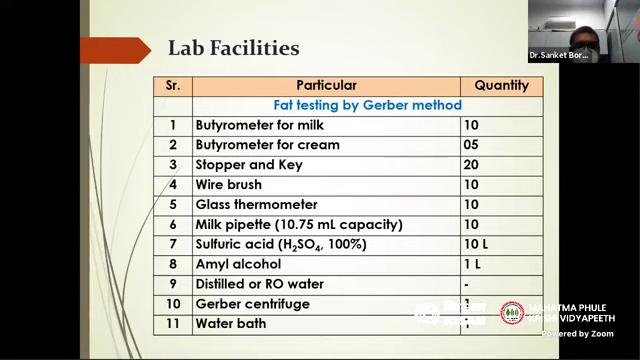 Lab Facilities
Dr.Sanket Bor...
Sr. Particular Quantity
Fat testing by Gerber method
1 Butyrometer for milk 10
2 Butyrometer for cream 05
3 Stopper and Key 20
4 Wire brush 10
5 Glass thermometer 10
6 Milk pipette (10.75 mL capacity) 10
7 Sulfuric acid (H₂SO₄, 100%) 10 L
8 Amyl alcohol 1 L
9 Distilled or RO water -
10 Gerber centrifuge 1
11 Water bath
MAHATMA PHULE
KRISHI VIDYAPEETH
Powered by Zoom